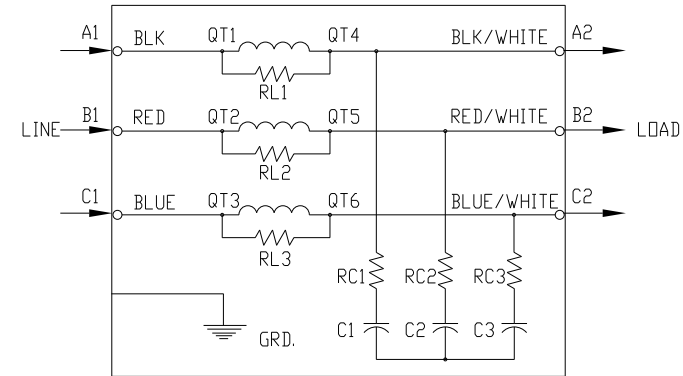 A1 BLK QT1 QT4 BLK/WHITE A2
RL1
B1 RED QT2 QT5 RED/WHITE B2
LINE LOAD
RL2
C1 BLUE QT3 QT6 BLUE/WHITE C2
RL3
RC1 RC2 RC3
C1 C2 C3
GRD.